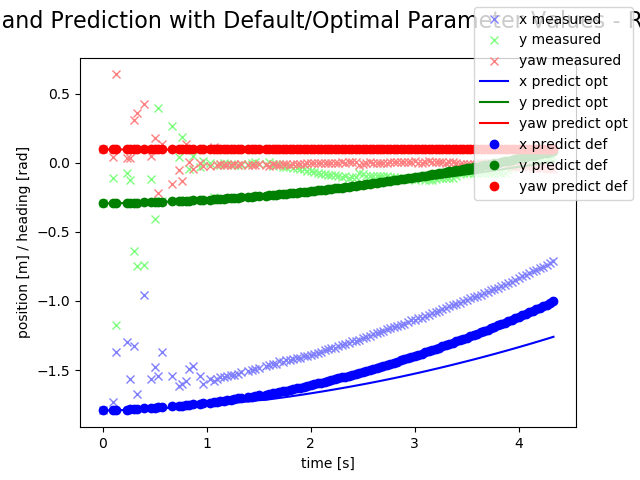 and Prediction with Default/Optimal Parameter Values - R
x measured
y measured
yaw measured
x predict opt
y predict opt
yaw predict opt
x predict def
y predict def
yaw predict def
0.5
0.0
−0.5
−1.0
−1.5
position [m] / heading [rad]
0 1 2 3 4
time [s]